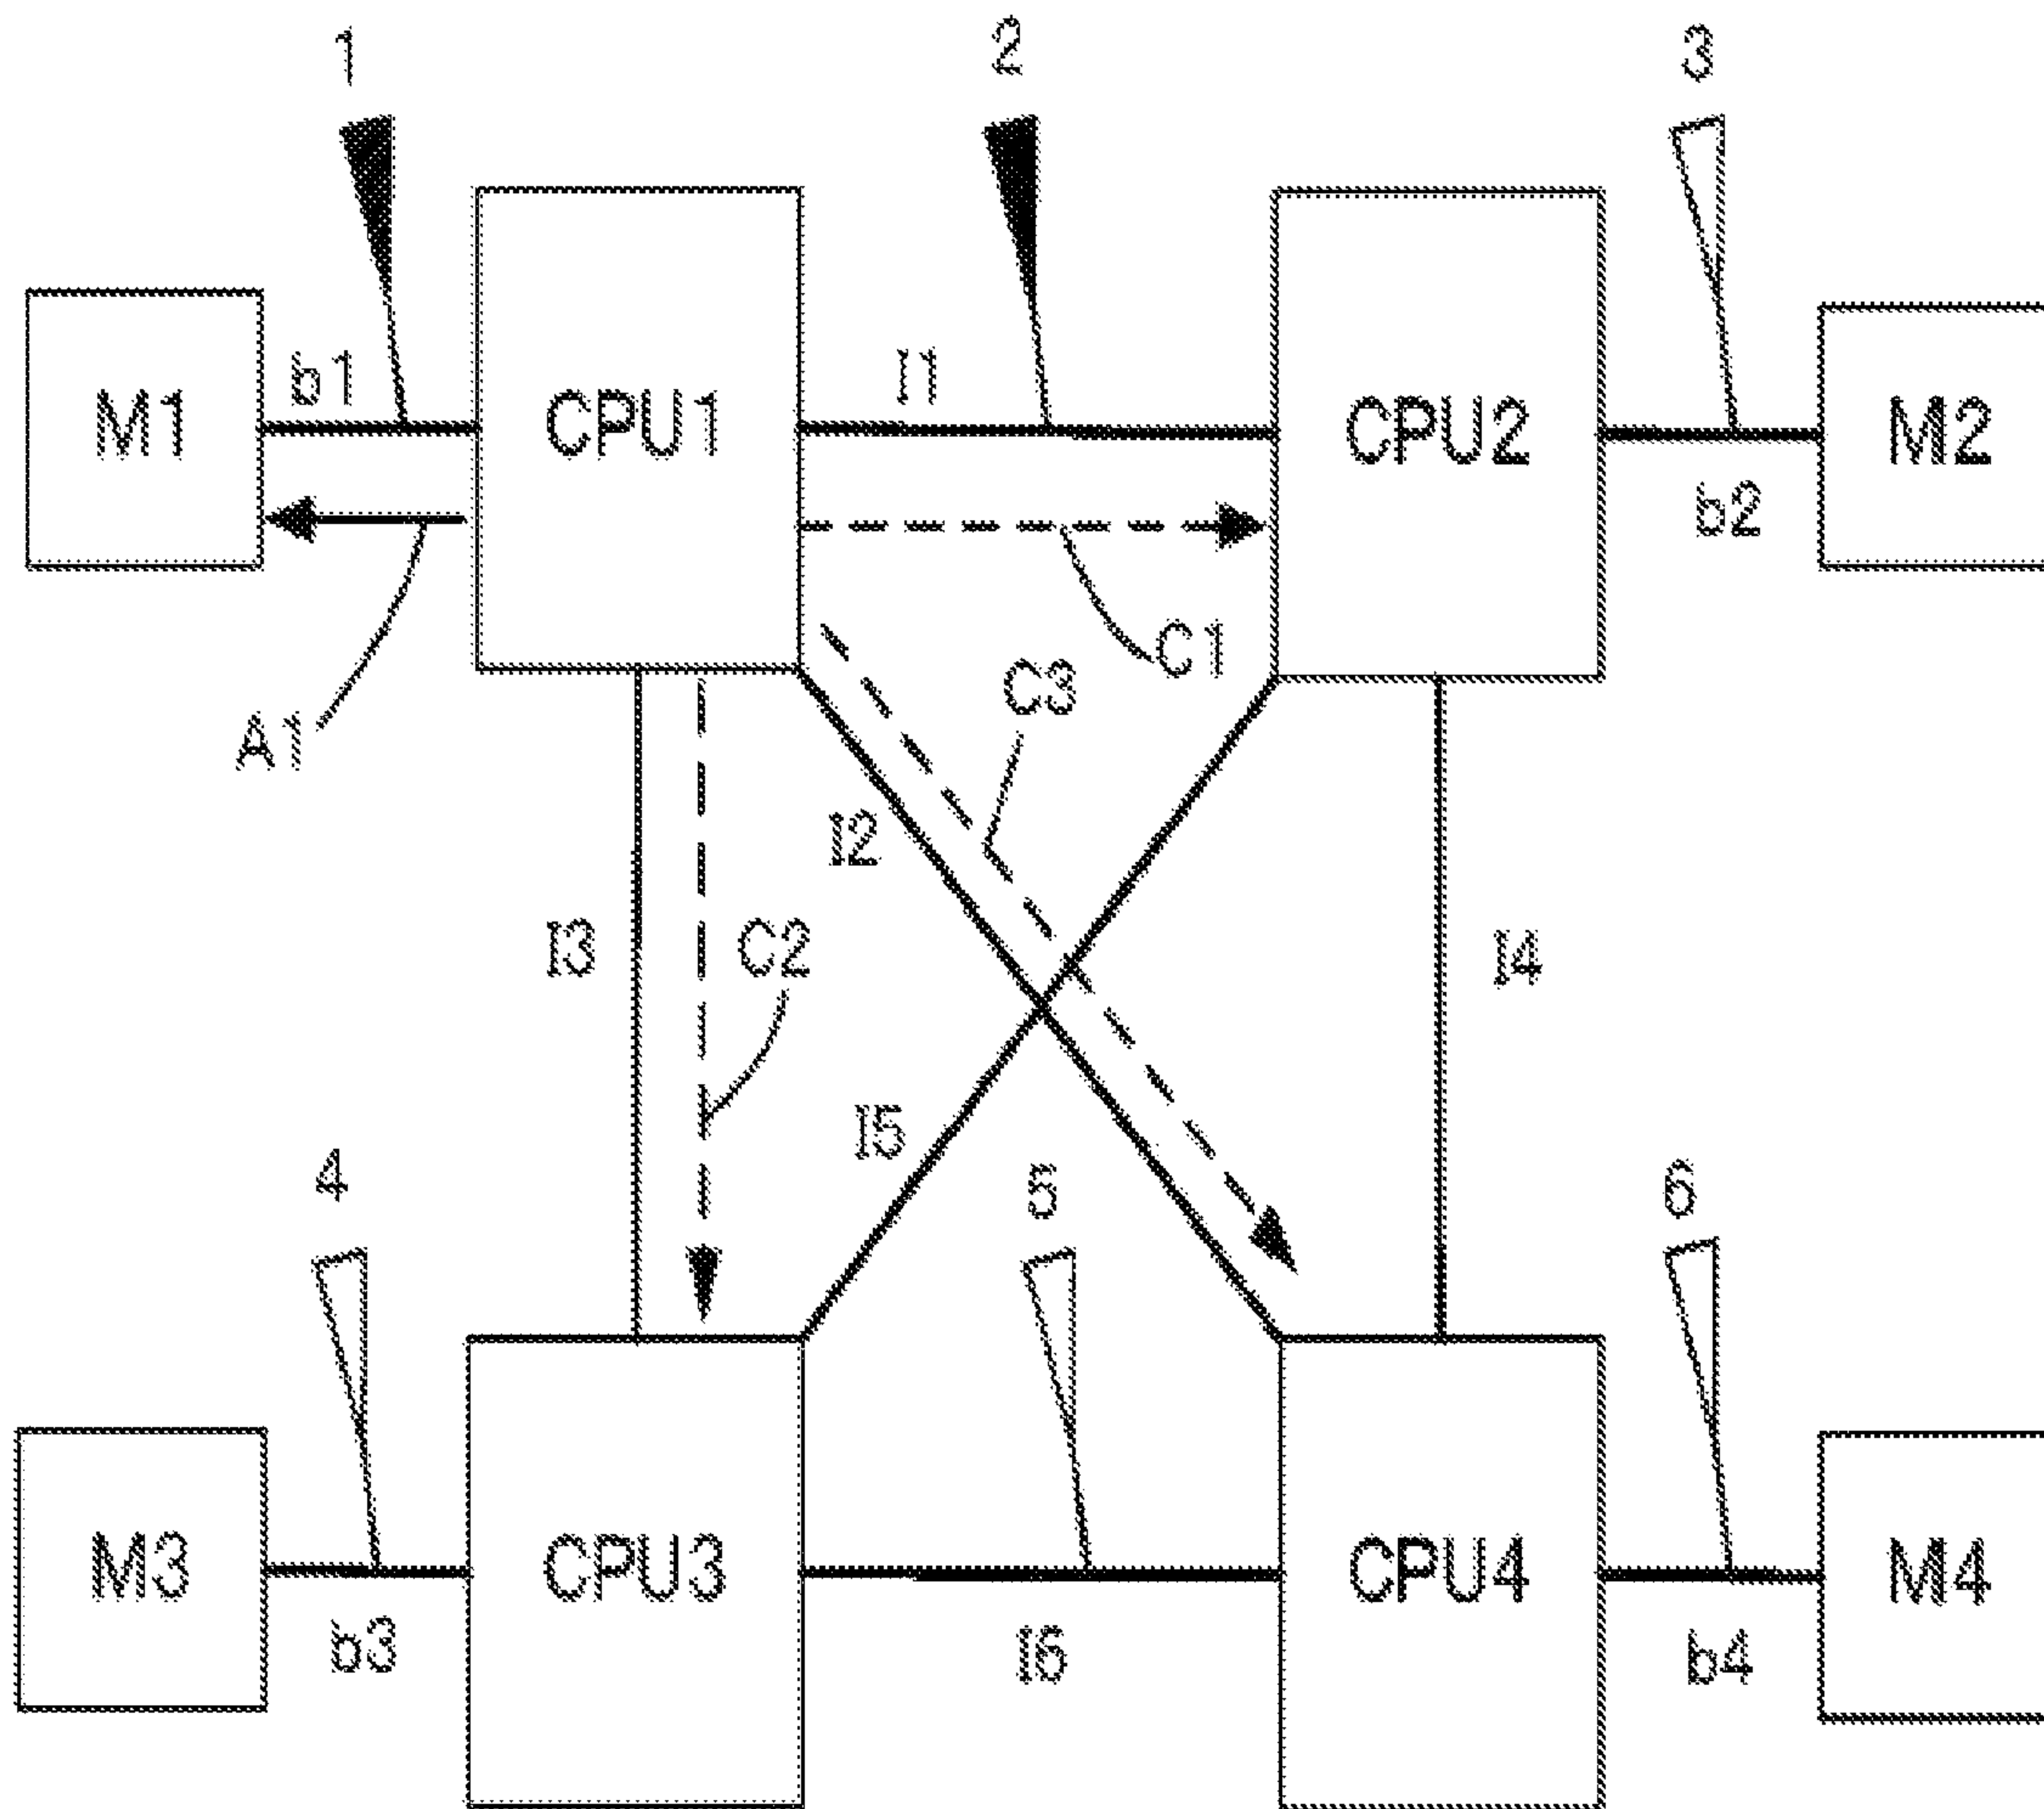 1 2 3
M1 b1 CPU1 I1 CPU2 M2
b2
A1 C1
C3
I2
I3 C2 I4
I5
4 5 6
M3 CPU3 CPU4 M4
b3 I6 b4